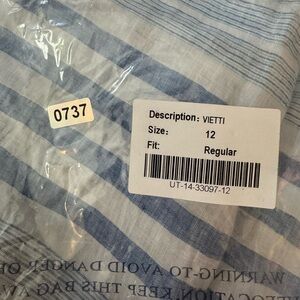 0737
Description: VIETTI
Size: 12
Fit: Regular
UT-14-33097-12
WARNING-TO AVOID DANGER OF
KEEP THIS BAG AWAY